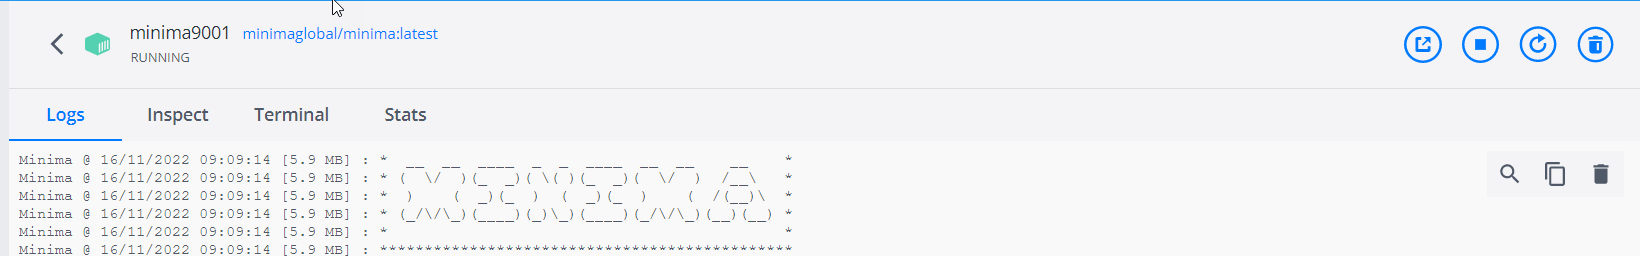 minima9001 minimaglobal/minima:latest
RUNNING
Logs Inspect Terminal Stats
Minima @ 16/11/2022 09:09:14 [5.9 MB] : *  __  __  ____  _  _  ____  __  __    __    *
Minima @ 16/11/2022 09:09:14 [5.9 MB] : * (  \/  )(_  _)( \( )(_  _)(  \/  )  /__\   *
Minima @ 16/11/2022 09:09:14 [5.9 MB] : *  )    (  _)(_  )  (  _)(_  )    (  /(__)\  *
Minima @ 16/11/2022 09:09:14 [5.9 MB] : * (_/\/\_)(____)(_)\_)(____)(_/\/\_)(__)(__) *
Minima @ 16/11/2022 09:09:14 [5.9 MB] : *                                            *
Minima @ 16/11/2022 09:09:14 [5.9 MB] : **********************************************